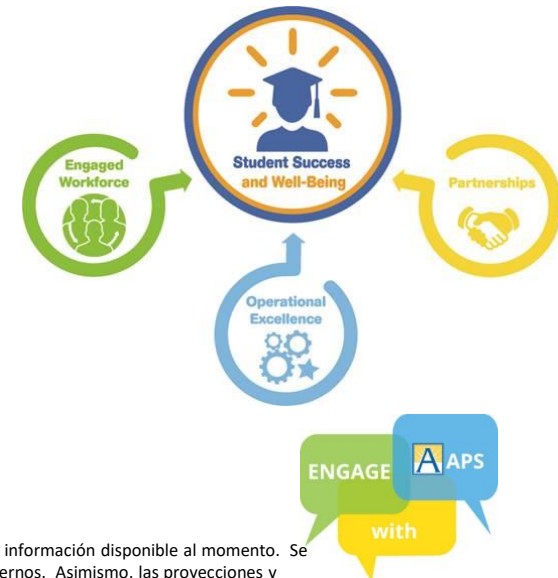 Student Success
and Well-Being
Engaged
Workforce
Partnerships
Operational
Excellence
ENGAGE
A APS
with
información disponible al momento. Se
ernos. Asimismo, las proyecciones y